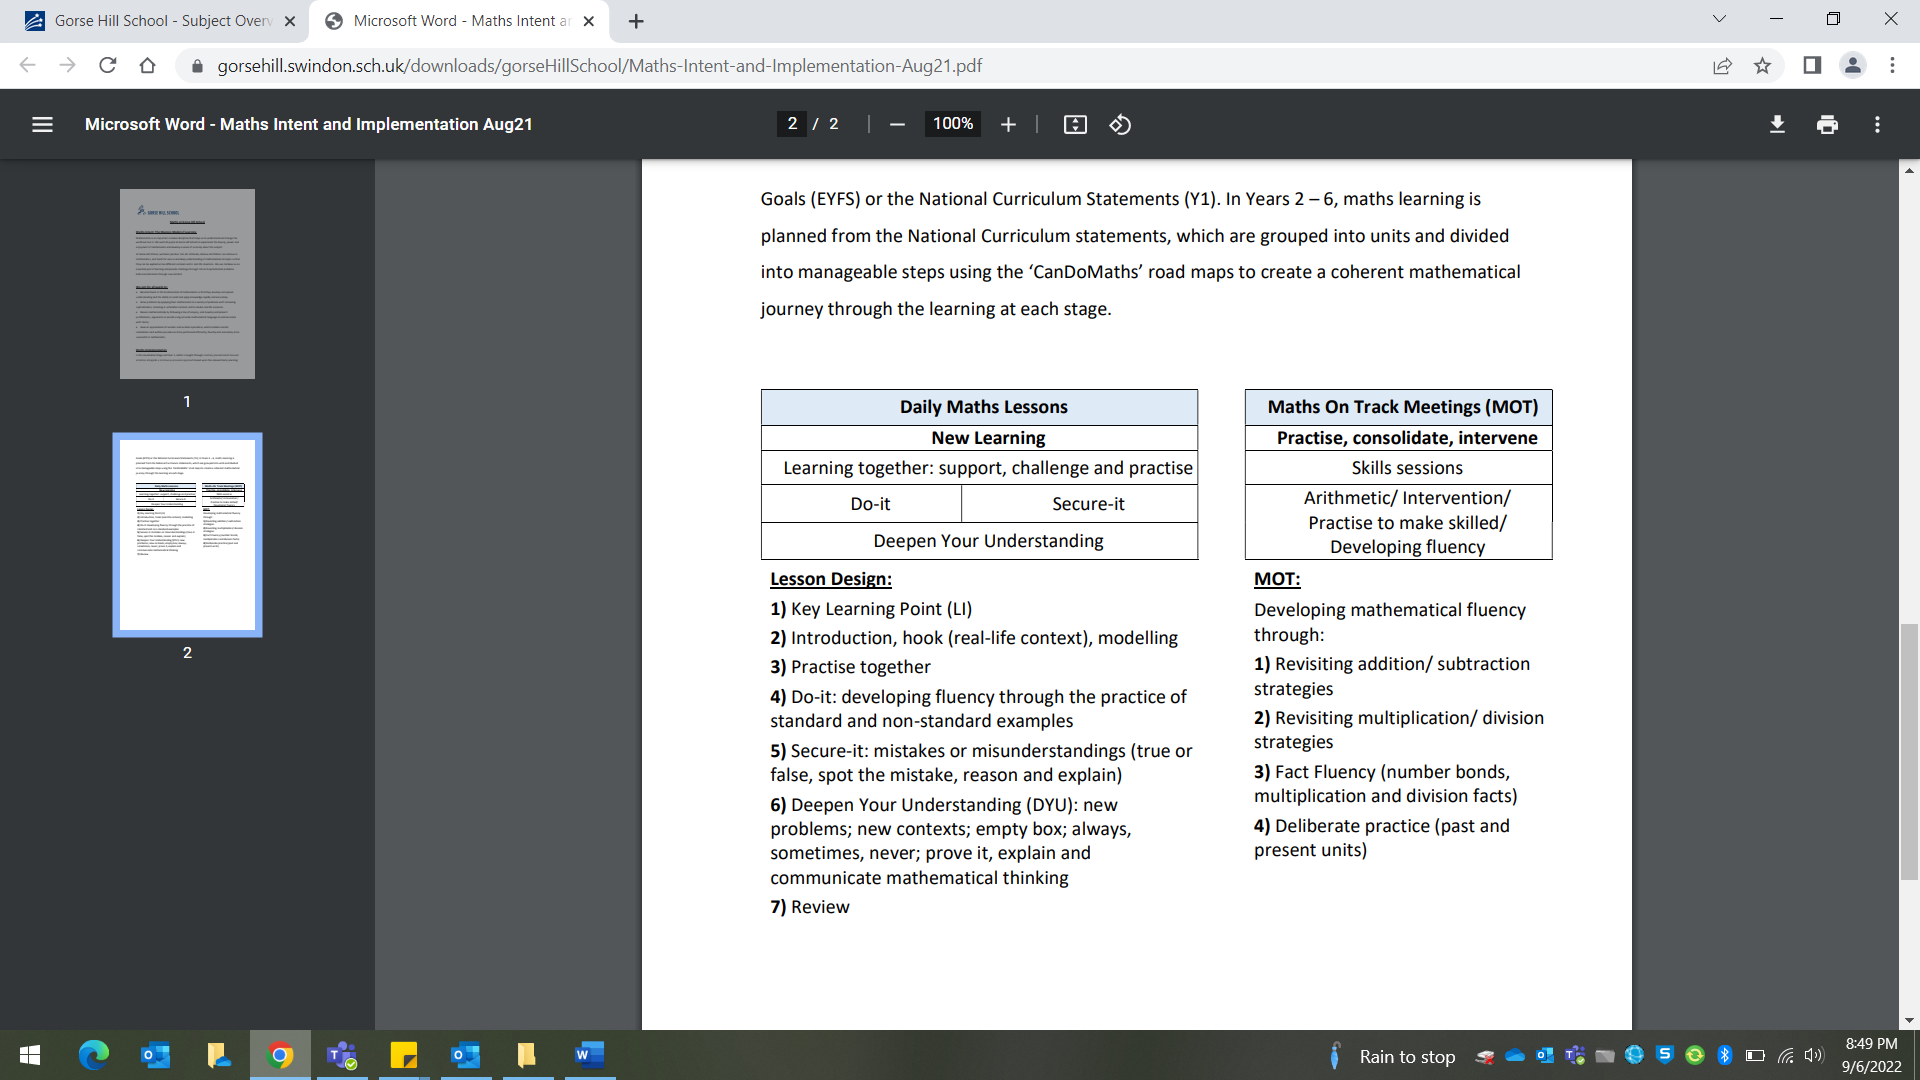 Gorse Hill School - Subject Overv
Microsoft Word - Maths Intent an
gorsehill.swindon.sch.uk/downloads/gorseHillSchool/Maths-Intent-and-Implementation-Aug21.pdf
Microsoft Word - Maths Intent and Implementation Aug21
2 / 2
100%
GORSE HILL SCHOOL
1
2
Goals (EYFS) or the National Curriculum Statements (Y1). In Years 2 – 6, maths learning is
planned from the National Curriculum statements, which are grouped into units and divided
into manageable steps using the ‘CanDoMaths’ road maps to create a coherent mathematical
journey through the learning at each stage.
Daily Maths Lessons
New Learning
Learning together: support, challenge and practise
Do-it Secure-it
Deepen Your Understanding
Lesson Design:
1) Key Learning Point (LI)
2) Introduction, hook (real-life context), modelling
3) Practise together
4) Do-it: developing fluency through the practice of
standard and non-standard examples
5) Secure-it: mistakes or misunderstandings (true or
false, spot the mistake, reason and explain)
6) Deepen Your Understanding (DYU): new
problems; new contexts; empty box; always,
sometimes, never; prove it, explain and
communicate mathematical thinking
7) Review
Maths On Track Meetings (MOT)
Practise, consolidate, intervene
Skills sessions
Arithmetic/ Intervention/
Practise to make skilled/
Developing fluency
MOT:
Developing mathematical fluency
through:
1) Revisiting addition/ subtraction
strategies
2) Revisiting multiplication/ division
strategies
3) Fact Fluency (number bonds,
multiplication and division facts)
4) Deliberate practice (past and
present units)
Rain to stop
8:49 PM
9/6/2022